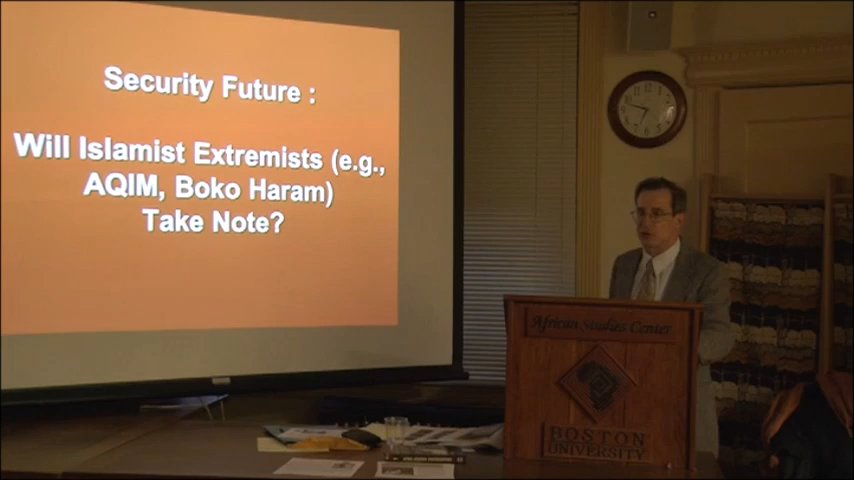 Security Future :
Will Islamist Extremists (e.g.,
AQIM, Boko Haram)
Take Note?
African Studies Center
BOSTON
UNIVERSITY